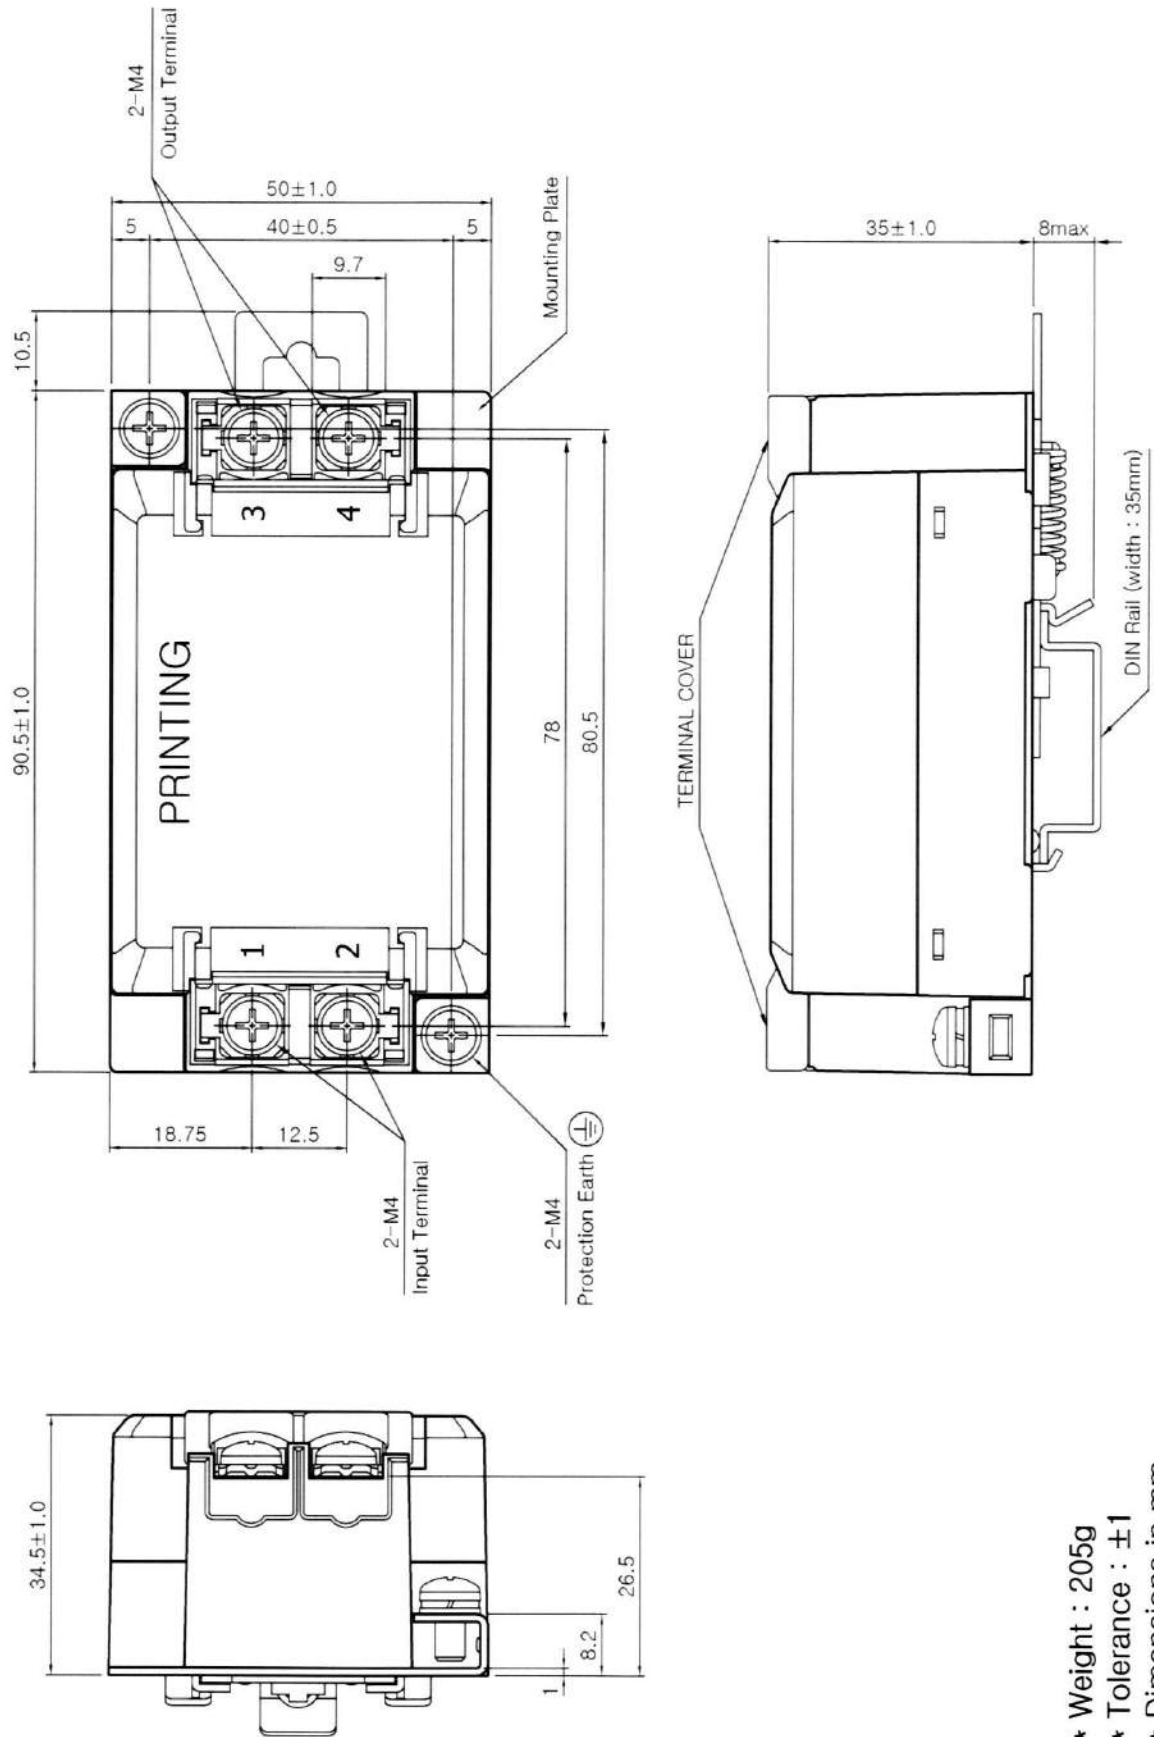 2-M4
Output Terminal
50±1.0
5
40±0.5
5
9.7
Mounting Plate
10.5
90.5±1.0
3
4
PRINTING
1
2
78
80.5
18.75
12.5
2-M4
Input Terminal
2-M4
Protection Earth
35±1.0
8max
TERMINAL COVER
DIN Rail (width : 35mm)
34.5±1.0
26.5
8.2
1
* Weight : 205g
* Tolerance : ±1
* Dimensions in mm